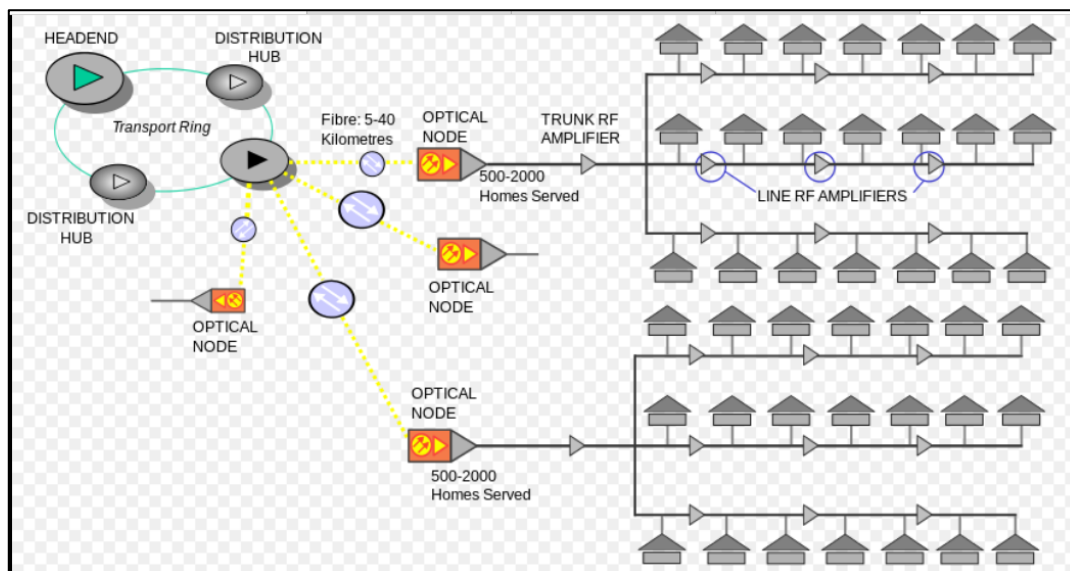 HEADEND
DISTRIBUTION
HUB
Transport Ring
DISTRIBUTION
HUB
Fibre: 5-40
Kilometres
OPTICAL
NODE
500-2000
Homes Served
TRUNK RF
AMPLIFIER
LINE RF AMPLIFIERS
OPTICAL
NODE
OPTICAL
NODE
OPTICAL
NODE
500-2000
Homes Served